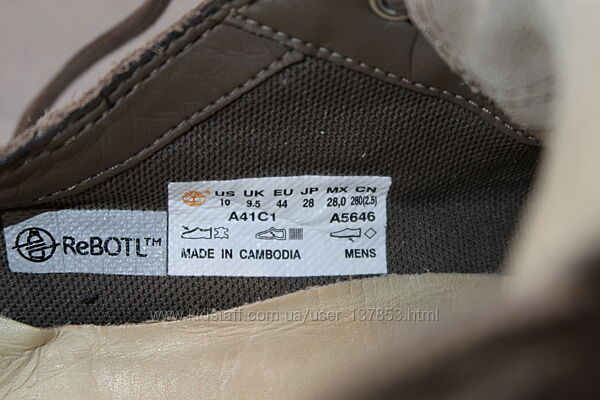 US UK EU JP MX CN
10 9.5 44 28 28,0 280(2.5)
A41C1 A5646
MADE IN CAMBODIA MENS
ReBOTL™
www.kidstaff.com.ua/user-137853.html